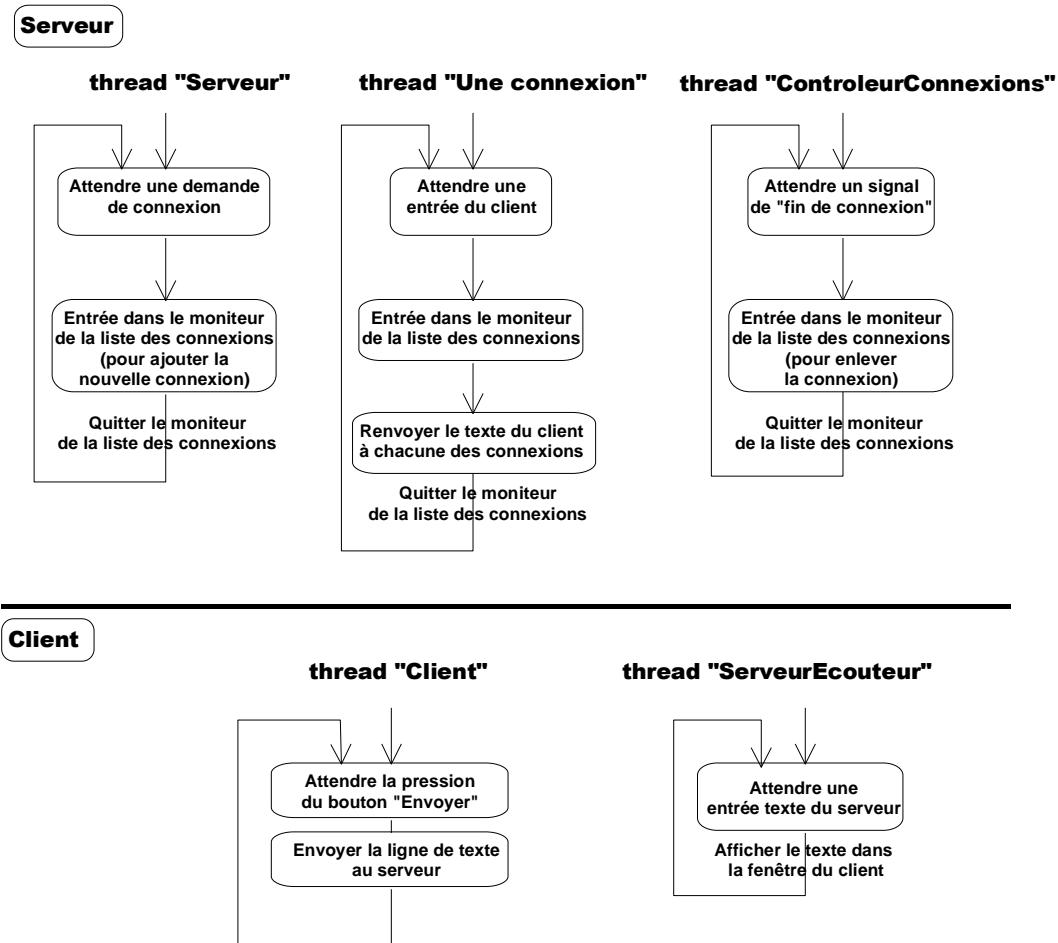 Serveur
thread "Serveur"
thread "Une connexion"
thread "ControleurConnexions"
Attendre une demande
de connexion
Attendre une
entrée du client
Attendre un signal
de "fin de connexion"
Entrée dans le moniteur
de la liste des connexions
(pour ajouter la
nouvelle connexion)
Entrée dans le moniteur
de la liste des connexions
Entrée dans le moniteur
de la liste des connexions
(pour enlever
la connexion)
Quitter le moniteur
de la liste des connexions
Renvoyer le texte du client
à chacune des connexions
Quitter le moniteur
de la liste des connexions
Quitter le moniteur
de la liste des connexions
Client
thread "Client"
thread "ServeurEcouteur"
Attendre la pression
du bouton "Envoyer"
Envoyer la ligne de texte
au serveur
Attendre une
entrée texte du serveur
Afficher le texte dans
la fenêtre du client